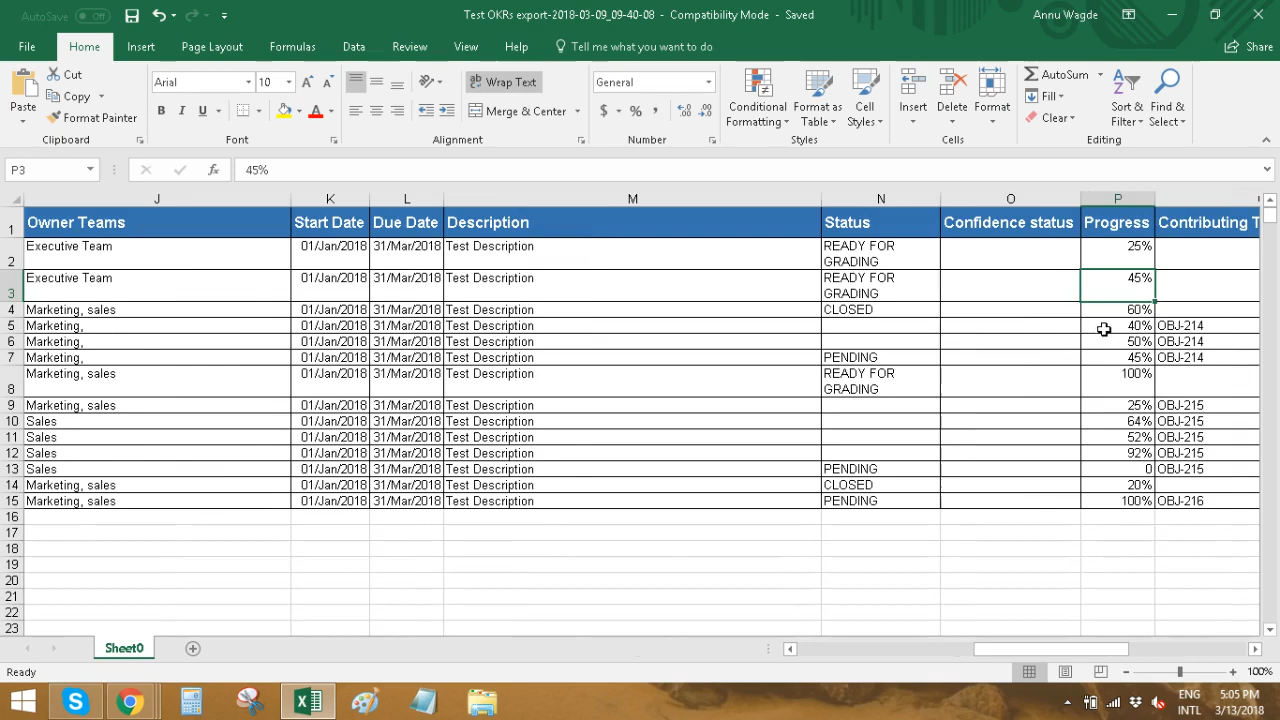 AutoSave Off Test OKRs export-2018-03-09_09-40-08 - Compatibility Mode - Saved Annu Wagde
File Home Insert Page Layout Formulas Data Review View Help Tell me what you want to do Share
Paste Cut Copy Format Painter Clipboard
Arial 10 B I U Font
Wrap Text Merge & Center Alignment
General $ % , Number
Conditional Formatting Format as Table Cell Styles Styles
Insert Delete Format Cells
AutoSum Fill Clear Sort & Filter Find & Select Editing
P3 fx 45%
J K L M N O P
1 Owner Teams Start Date Due Date Description Status Confidence status Progress Contributing T
2 Executive Team 01/Jan/2018 31/Mar/2018 Test Description READY FOR GRADING 25%
3 Executive Team 01/Jan/2018 31/Mar/2018 Test Description READY FOR GRADING 45%
4 Marketing, sales 01/Jan/2018 31/Mar/2018 Test Description CLOSED 60%
5 Marketing, 01/Jan/2018 31/Mar/2018 Test Description 40% OBJ-214
6 Marketing, 01/Jan/2018 31/Mar/2018 Test Description 50% OBJ-214
7 Marketing, 01/Jan/2018 31/Mar/2018 Test Description PENDING 45% OBJ-214
8 Marketing, sales 01/Jan/2018 31/Mar/2018 Test Description READY FOR GRADING 100%
9 Marketing, sales 01/Jan/2018 31/Mar/2018 Test Description 25% OBJ-215
10 Sales 01/Jan/2018 31/Mar/2018 Test Description 64% OBJ-215
11 Sales 01/Jan/2018 31/Mar/2018 Test Description 52% OBJ-215
12 Sales 01/Jan/2018 31/Mar/2018 Test Description 92% OBJ-215
13 Sales 01/Jan/2018 31/Mar/2018 Test Description PENDING 0 OBJ-215
14 Marketing, sales 01/Jan/2018 31/Mar/2018 Test Description CLOSED 20%
15 Marketing, sales 01/Jan/2018 31/Mar/2018 Test Description PENDING 100% OBJ-216
16
17
18
19
20
21
22
23
Sheet0
Ready 100%
ENG 5:05 PM
INTL 3/13/2018